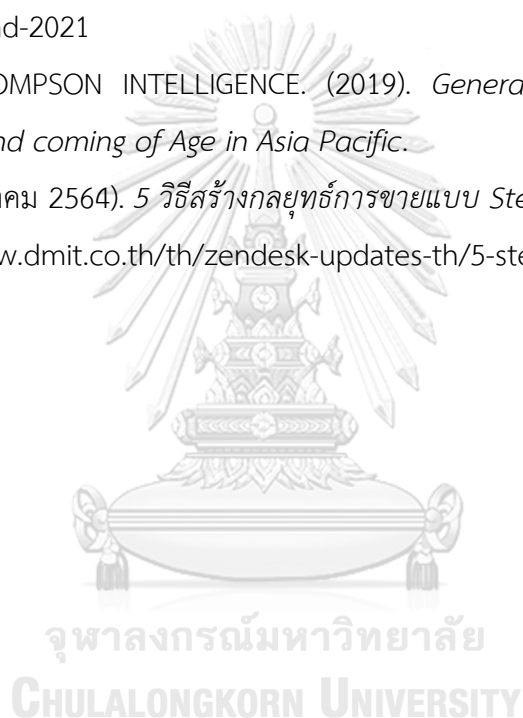 nd-2021
OMPSON INTELLIGENCE. (2019). Genera
nd coming of Age in Asia Pacific.
าคม 2564). 5 วิธีสร้างกลยุทธ์การขายแบบ Ste
w.dmit.co.th/th/zendesk-updates-th/5-ste
จุฬาลงกรณ์มหาวิทยาลัย
CHULALONGKORN UNIVERSITY